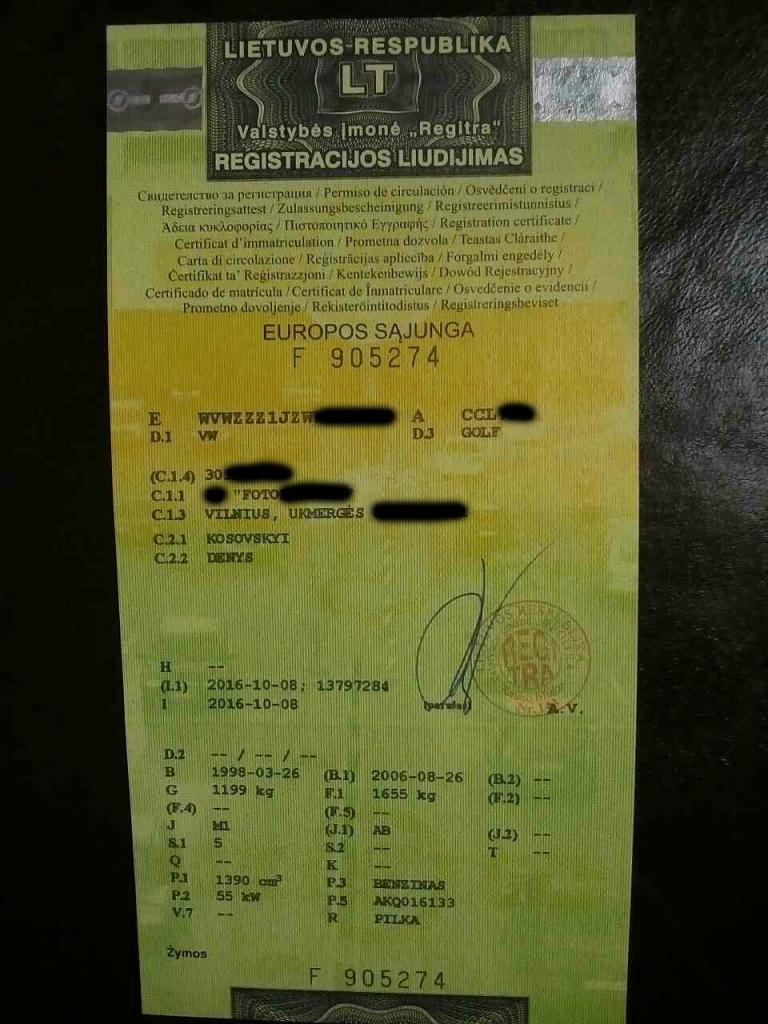 LIETUVOS RESPUBLIKA
LT
Valstybės įmonė „Regitra“
REGISTRACIJOS LIUDIJIMAS
Свидетелство за регистрация / Permiso de circulación / Osvědčení o registraci /
Registreringsattest / Zulassungsbescheinigung / Registreerimistunnistus /
Άδεια κυκλοφορίας / Πιστοποιητικό Εγγραφής / Registration certificate /
Certificat d'immatriculation / Prometna dozvola / Teastas Cláraithe /
Carta di circolazione / Reģistrācijas apliecība / Forgalmi engedély /
Ċertifikat ta' Reġistrazzjoni / Kentekenbewijs / Dowód Rejestracyjny /
Certificado de matrícula / Certificat de Înmatriculare / Osvedčenie o evidencii /
Prometno dovoljenje / Rekisteröintitodistus / Registreringsbeviset
EUROPOS SĄJUNGA
F 905274
E WVWZZZ1JZW A CCL
D.1 VW D.3 GOLF
(C.1.4) 30
C.1.1 "FOTO
C.1.3 VILNIUS, UKMERGĖS
C.2.1 KOSOVSKYI
C.2.2 DENYS
H --
(I.1) 2016-10-08; 13797284
I 2016-10-08
(parašas) A.V.
REGITRA
D.2 -- / -- / --
B 1998-03-26 (B.1) 2006-08-26 (B.2) --
G 1199 kg F.1 1655 kg (F.2) --
(F.4) -- (F.5) --
J M1 (J.1) AB (J.2) --
S.1 5 S.2 -- T --
Q -- K --
P.1 1390 cm³ P.3 BENZINAS
P.2 55 kW P.5 AKQ016133
V.7 -- R PILKA
Žymos
F 905274